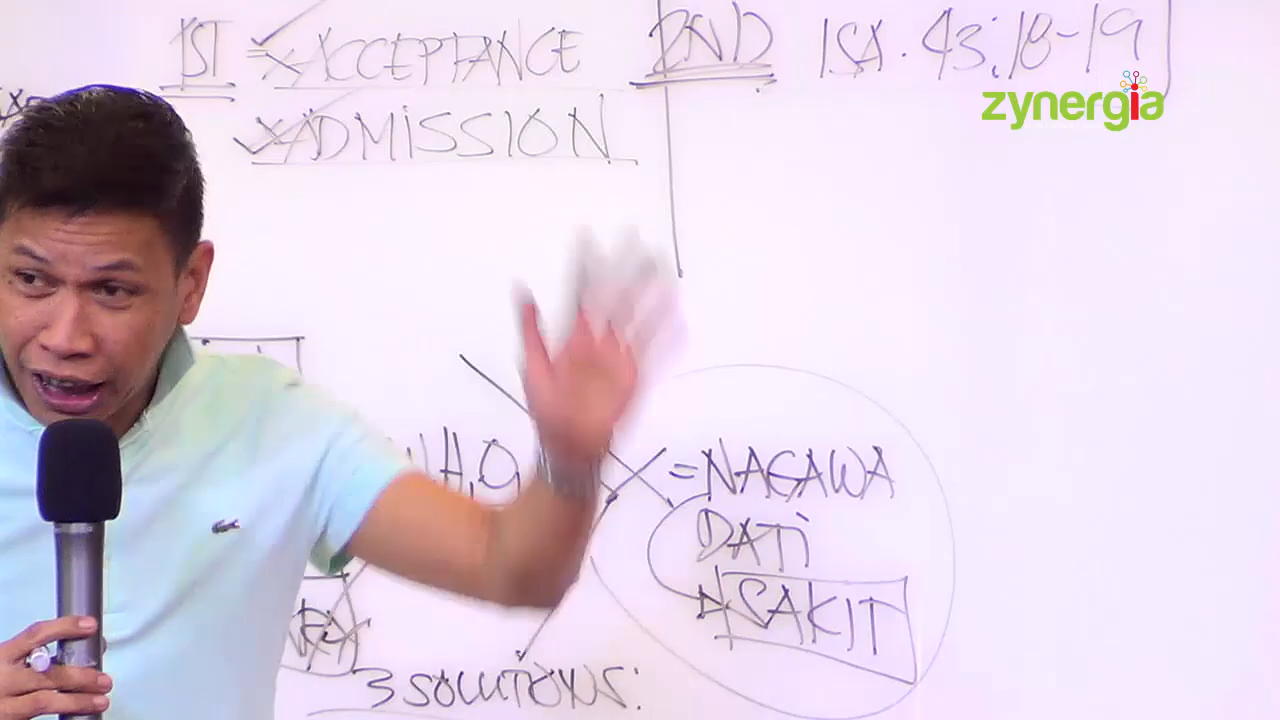 1ST ACCEPTANCE
ADMISSION
2ND ISA. 43:18-19
zynergia
X = NAGAWA
DATI
SAKIT
3 SOLUTIONS: